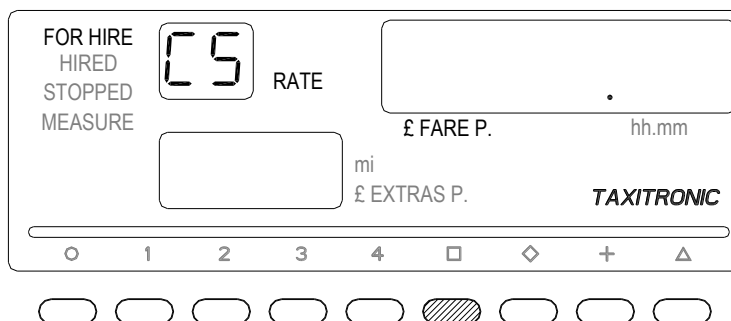 FOR HIRE
HIRED
STOPPED
MEASURE
C5
RATE
.
£ FARE P.
hh.mm
mi
£ EXTRAS P.
TAXITRONIC
1 2 3 4 +